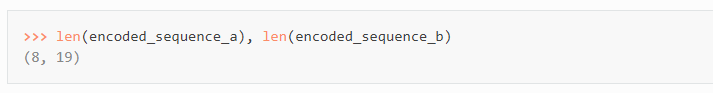 >>> len(encoded_sequence_a), len(encoded_sequence_b)
(8, 19)